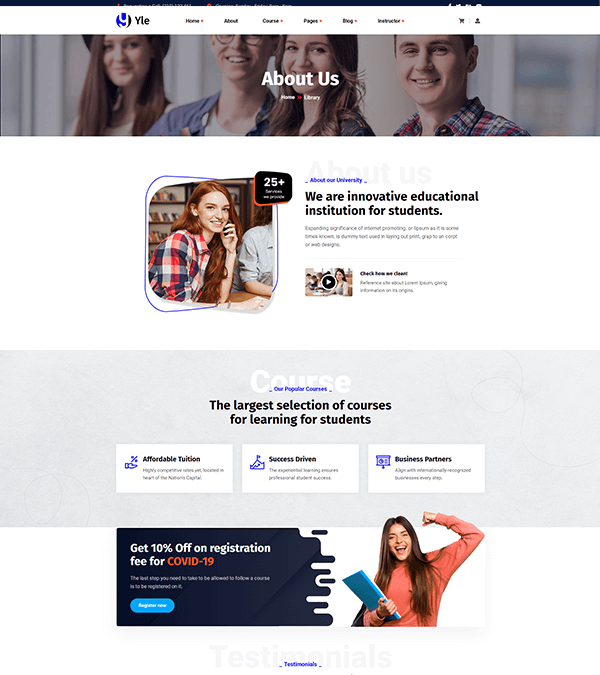 Yle
Home
About
Course
Pages
Blog
Instructor
About Us
Home
Library
25+
Services
we provide
About us
_ About our University _
We are innovative educational
institution for students.
Expanding significance of internet promoting, or lipsum as it is some
times known, is dummy text used in laying out print, grap to an corpt
or web designs.
Check how we clean!
Reference site about Lorem Ipsum, giving
information on its origins.
Course
_ Our Popular Courses _
The largest selection of courses
for learning for students
Affordable Tuition
Highly competitive rates yet, located in
heart of the Nation's Capital.
Success Driven
The experiential learning ensures
professional student success.
Business Partners
Align with internationally-recognized
businesses every step.
Get 10% Off on registration
fee for COVID-19
The last step you need to take to be allowed to follow a course
is to be registered on it.
Register now
Testimonials
_ Testimonials _